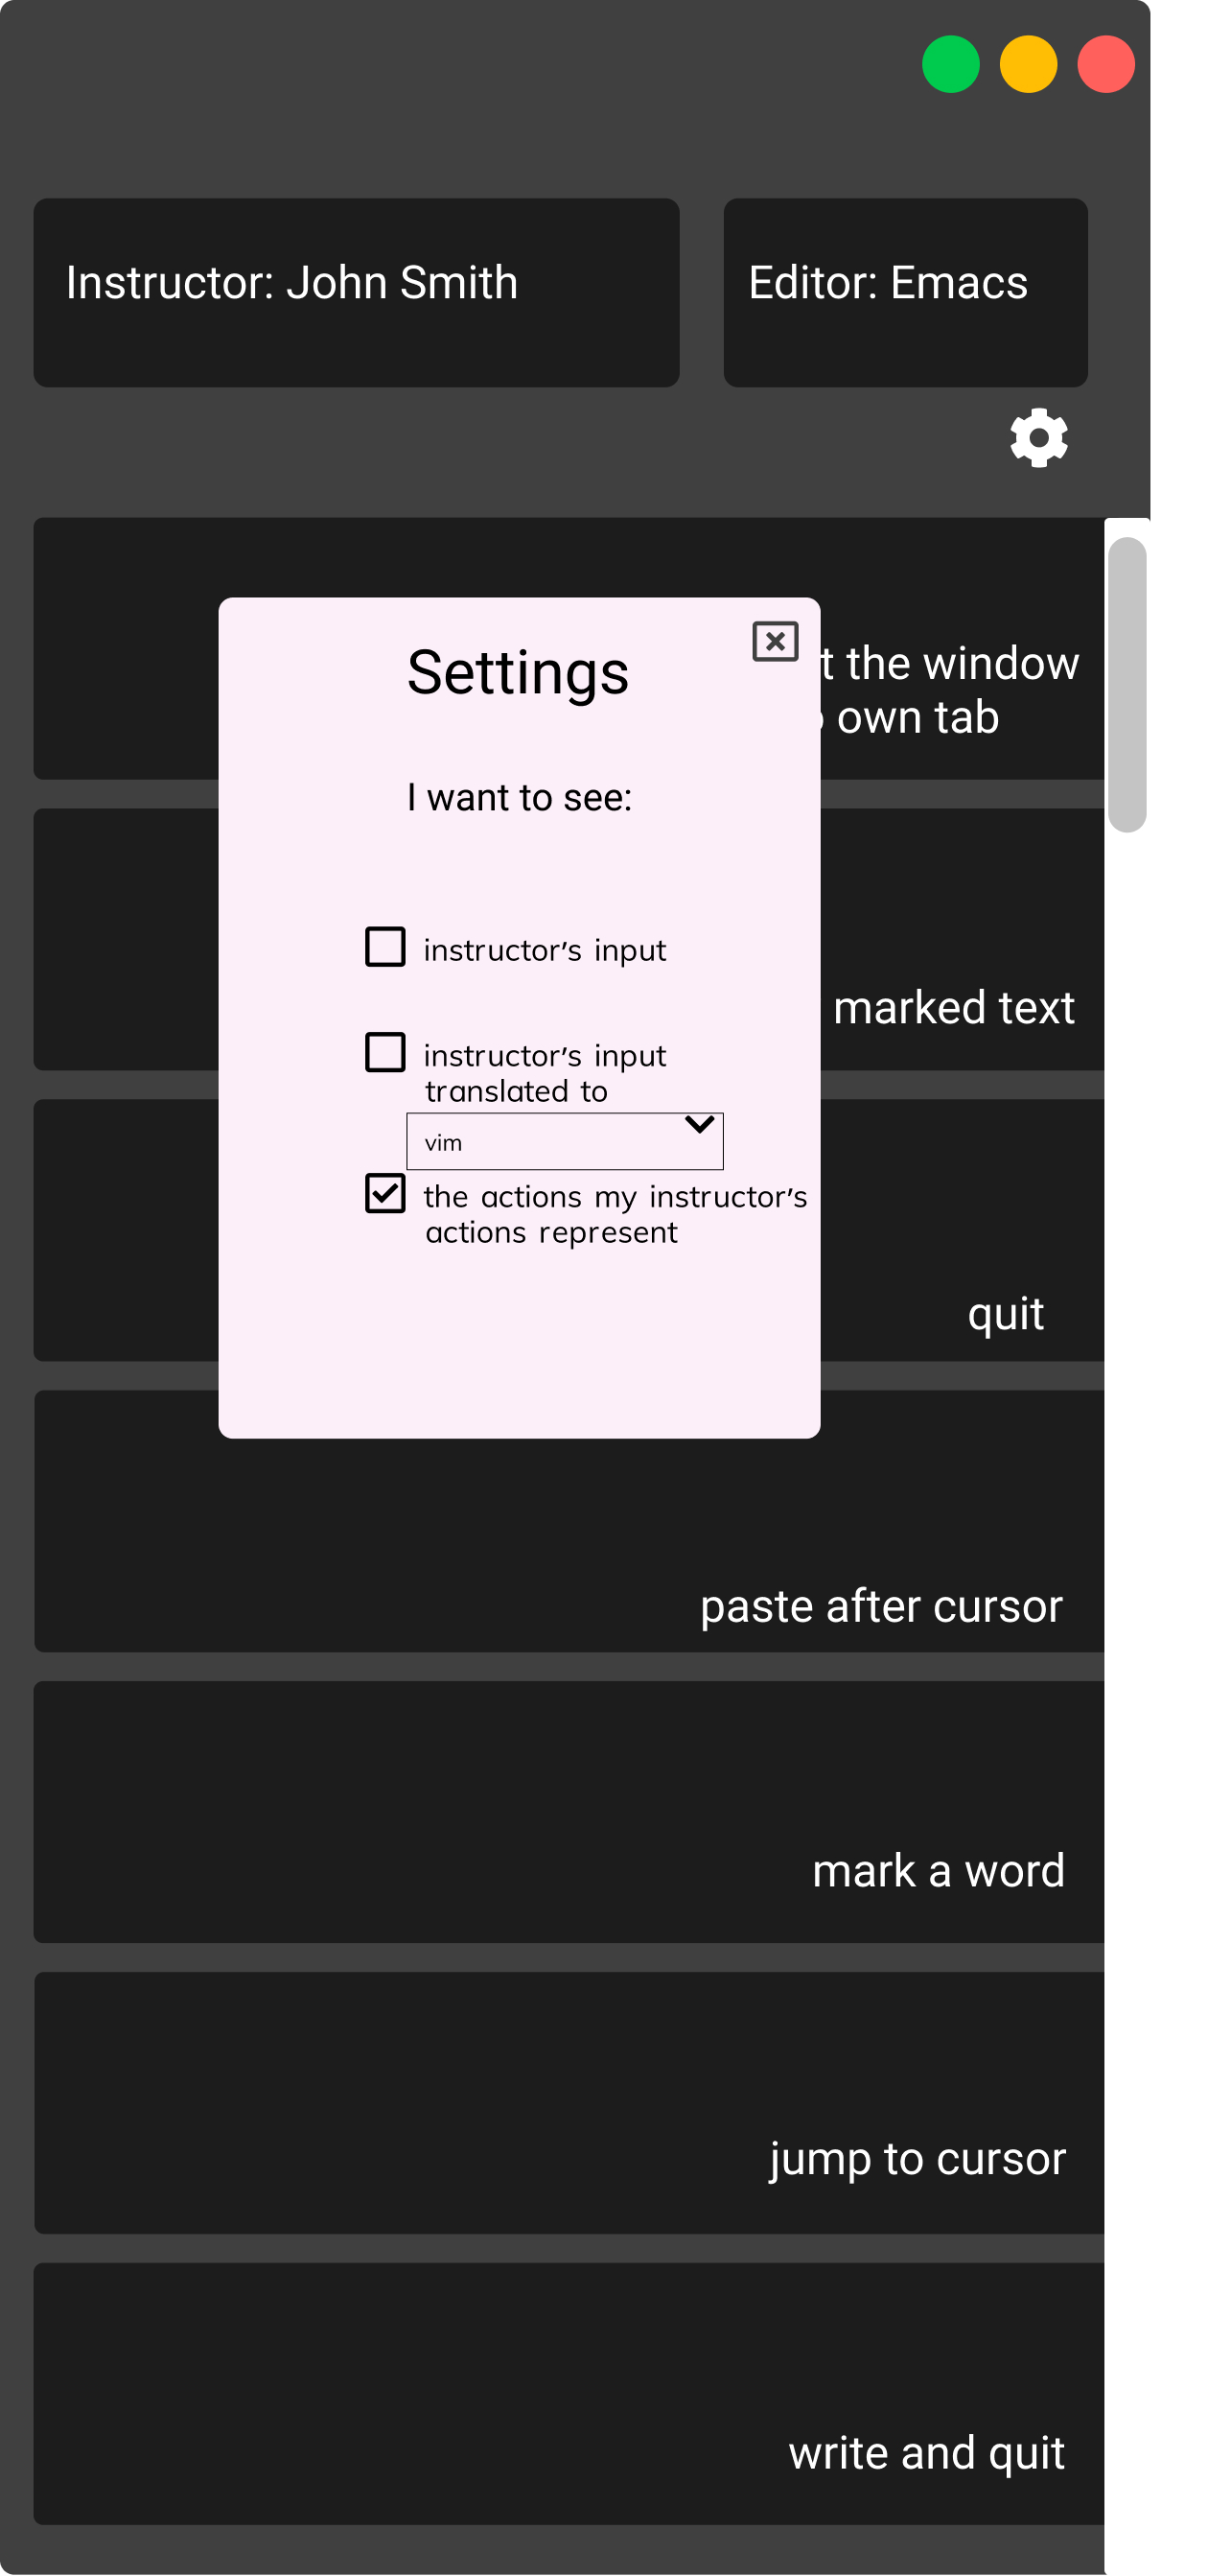 Instructor: John Smith
Editor: Emacs
Settings
the window
own tab
I want to see:
instructor's input
marked text
instructor's input
translated to
vim
the actions my instructor's
actions represent
quit
paste after cursor
mark a word
jump to cursor
write and quit